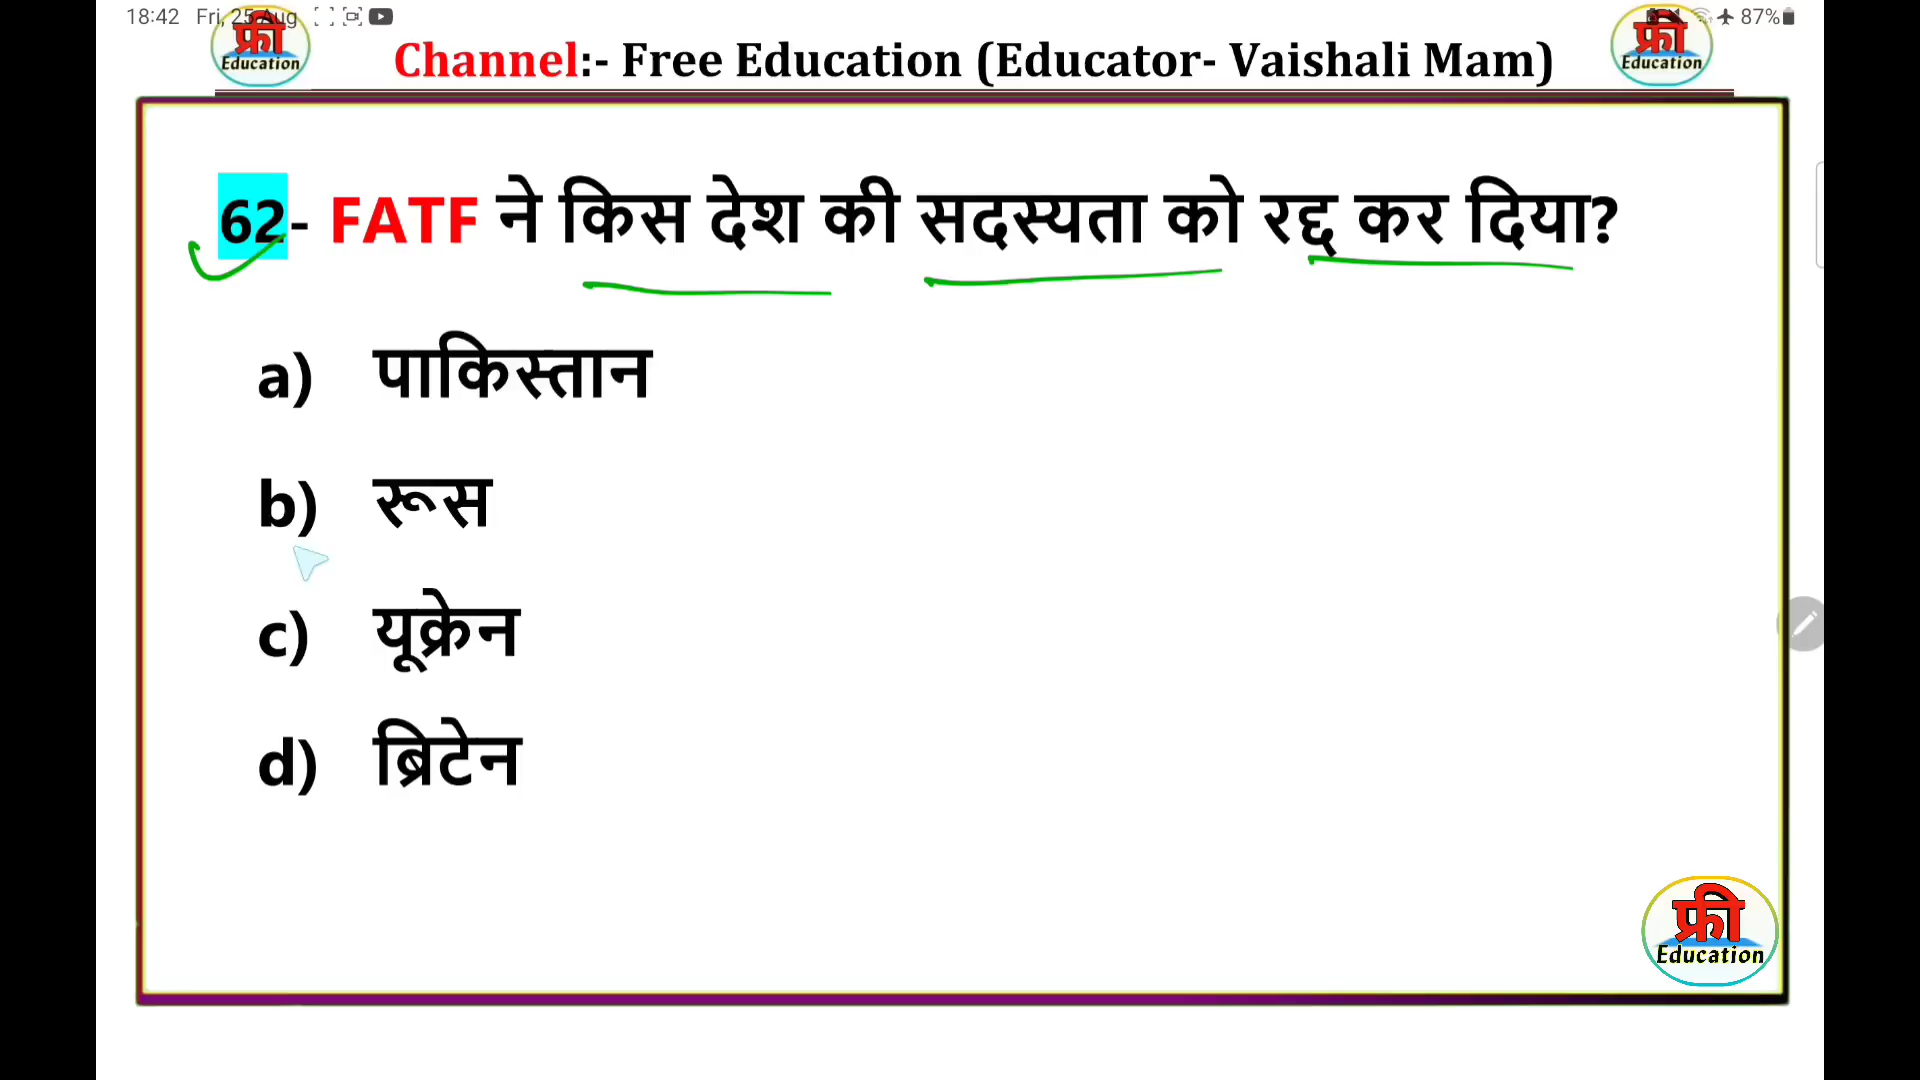 18:42 Fri, 25 Aug 87%
फ्री Education
Channel:- Free Education (Educator- Vaishali Mam)
फ्री Education
62- FATF ने किस देश की सदस्यता को रद्द कर दिया?
a) पाकिस्तान
b) रूस
c) यूक्रेन
d) ब्रिटेन
फ्री
Education